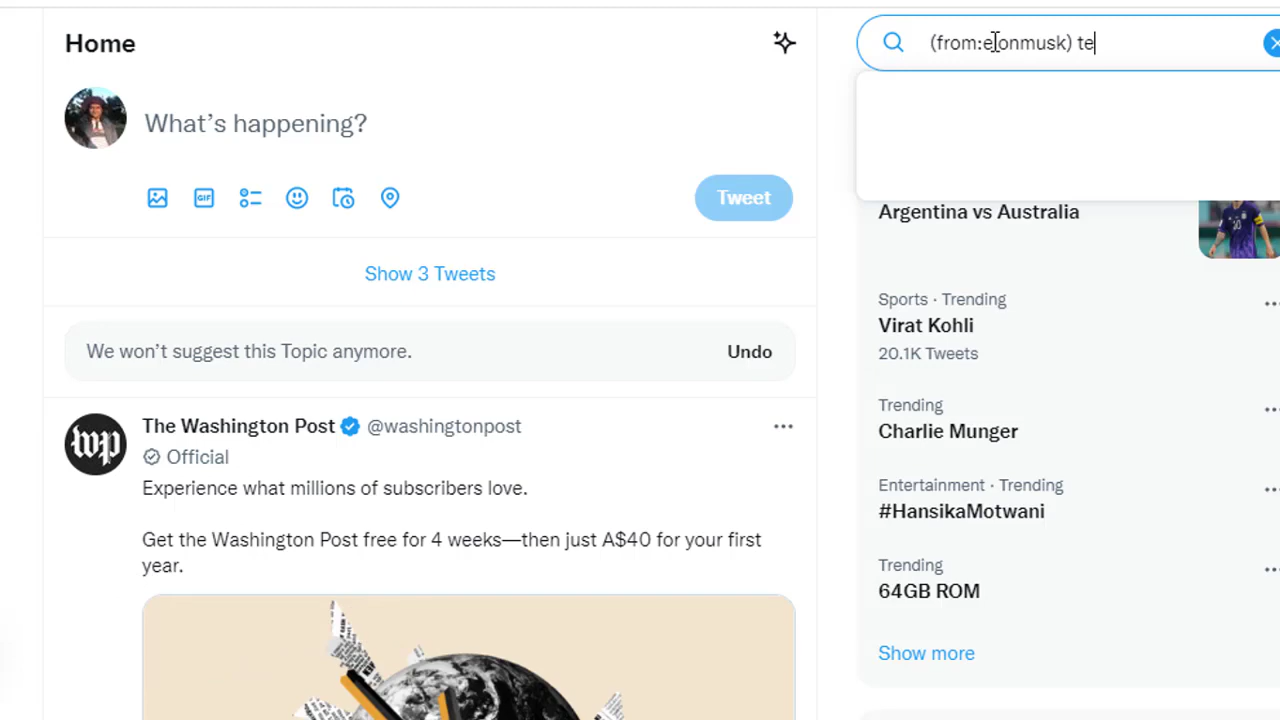 Home
(from:elonmusk) te
What's happening?
GIF
Tweet
Show 3 Tweets
We won't suggest this Topic anymore.
Undo
The Washington Post @washingtonpost
Official
Experience what millions of subscribers love.
Get the Washington Post free for 4 weeks—then just A$40 for your first
year.
wp
Argentina vs Australia
Sports · Trending
Virat Kohli
20.1K Tweets
Trending
Charlie Munger
Entertainment · Trending
#HansikaMotwani
Trending
64GB ROM
Show more